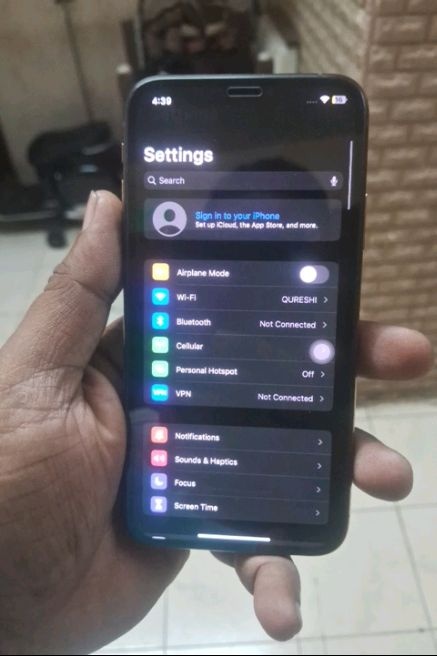 4:39
36
Settings
Search
Sign in to your iPhone
Set up iCloud, the App Store, and more.
Airplane Mode
Wi-Fi QURESHI
Bluetooth Not Connected
Cellular
Personal Hotspot Off
VPN VPN Not Connected
Notifications
Sounds & Haptics
Focus
Screen Time